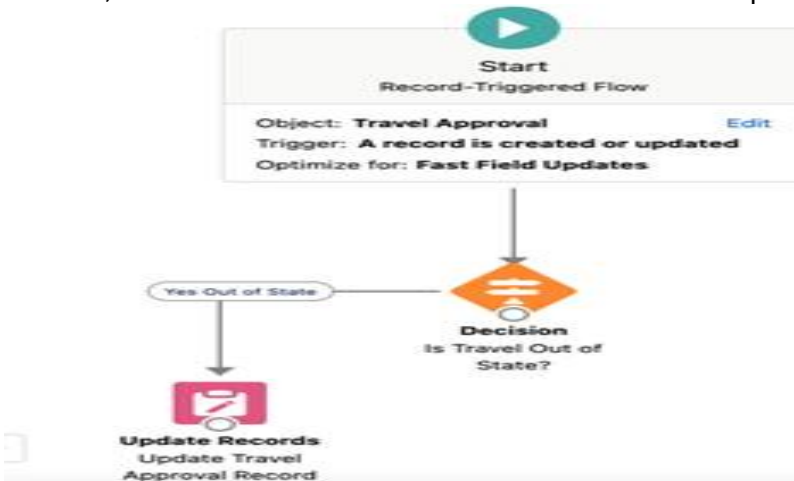 Start
Record-Triggered Flow
Object: Travel Approval Edit
Trigger: A record is created or updated
Optimize for: Fast Field Updates
Yes Out of State
Decision
Is Travel Out of
State?
Update Records
Update Travel
Approval Record